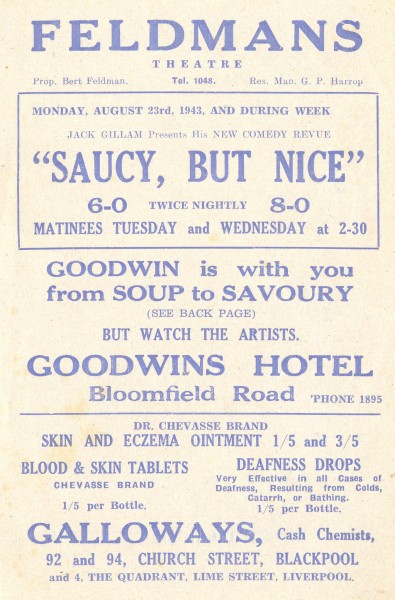 FELDMANS
THEATRE
Prop. Bert Feldman. Tel. 1048. Res. Man. G. P. Harrop
MONDAY, AUGUST 23rd, 1943, AND DURING WEEK
JACK GILLAM Presents His NEW COMEDY REVUE
"SAUCY, BUT NICE"
6-0 TWICE NIGHTLY 8-0
MATINEES TUESDAY and WEDNESDAY at 2-30
GOODWIN is with you
from SOUP to SAVOURY
(SEE BACK PAGE)
BUT WATCH THE ARTISTS.
GOODWINS HOTEL
Bloomfield Road 'PHONE 1895
DR. CHEVASSE BRAND
SKIN AND ECZEMA OINTMENT 1/5 and 3/5
BLOOD & SKIN TABLETS
CHEVASSE BRAND
1/5 per Bottle.
DEAFNESS DROPS
Very Effective in all Cases of
Deafness, Resulting from Colds,
Catarrh, or Bathing.
1/5 per Bottle.
GALLOWAYS, Cash Chemists,
92 and 94, CHURCH STREET, BLACKPOOL
and 4, THE QUADRANT, LIME STREET, LIVERPOOL.